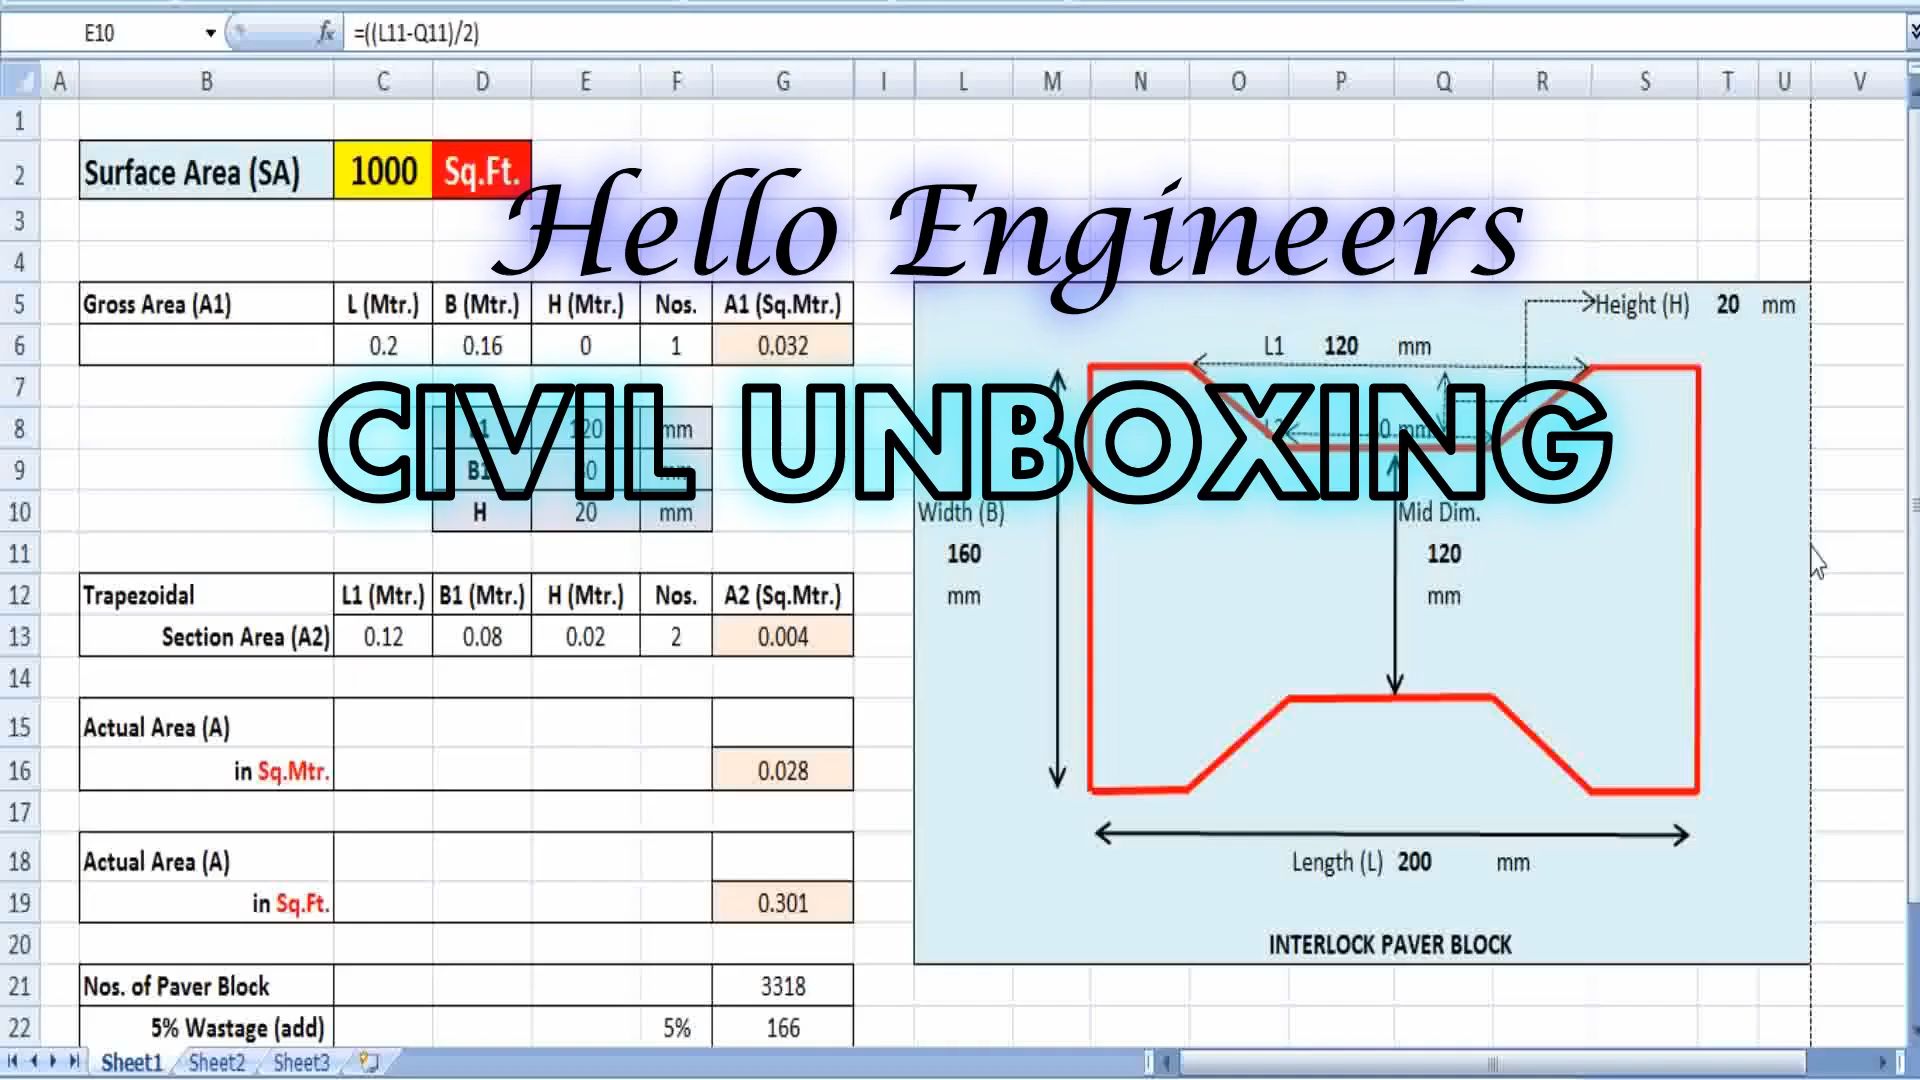 E10 fx =((L11-Q11)/2)
A B C D E F G I L M N O P Q R S T U V
1
2 Surface Area (SA) 1000 Sq.Ft.
Hello Engineers
3
4
5 Gross Area (A1) L (Mtr.) B (Mtr.) H (Mtr.) Nos. A1 (Sq.Mtr.) Height (H) 20 mm
6 0.2 0.16 0 1 0.032 L1 120 mm
7
CIVIL UNBOXING
8 120 mm mm
9 B1
10 H 20 mm Width (B) Mid Dim.
11 160 120
12 Trapezoidal L1 (Mtr.) B1 (Mtr.) H (Mtr.) Nos. A2 (Sq.Mtr.) mm mm
13 Section Area (A2) 0.12 0.08 0.02 2 0.004
14
15 Actual Area (A)
16 in Sq.Mtr. 0.028
17
18 Actual Area (A) Length (L) 200 mm
19 in Sq.Ft. 0.301
20 INTERLOCK PAVER BLOCK
21 Nos. of Paver Block 3318
22 5% Wastage (add) 5% 166
Sheet1 Sheet2 Sheet3